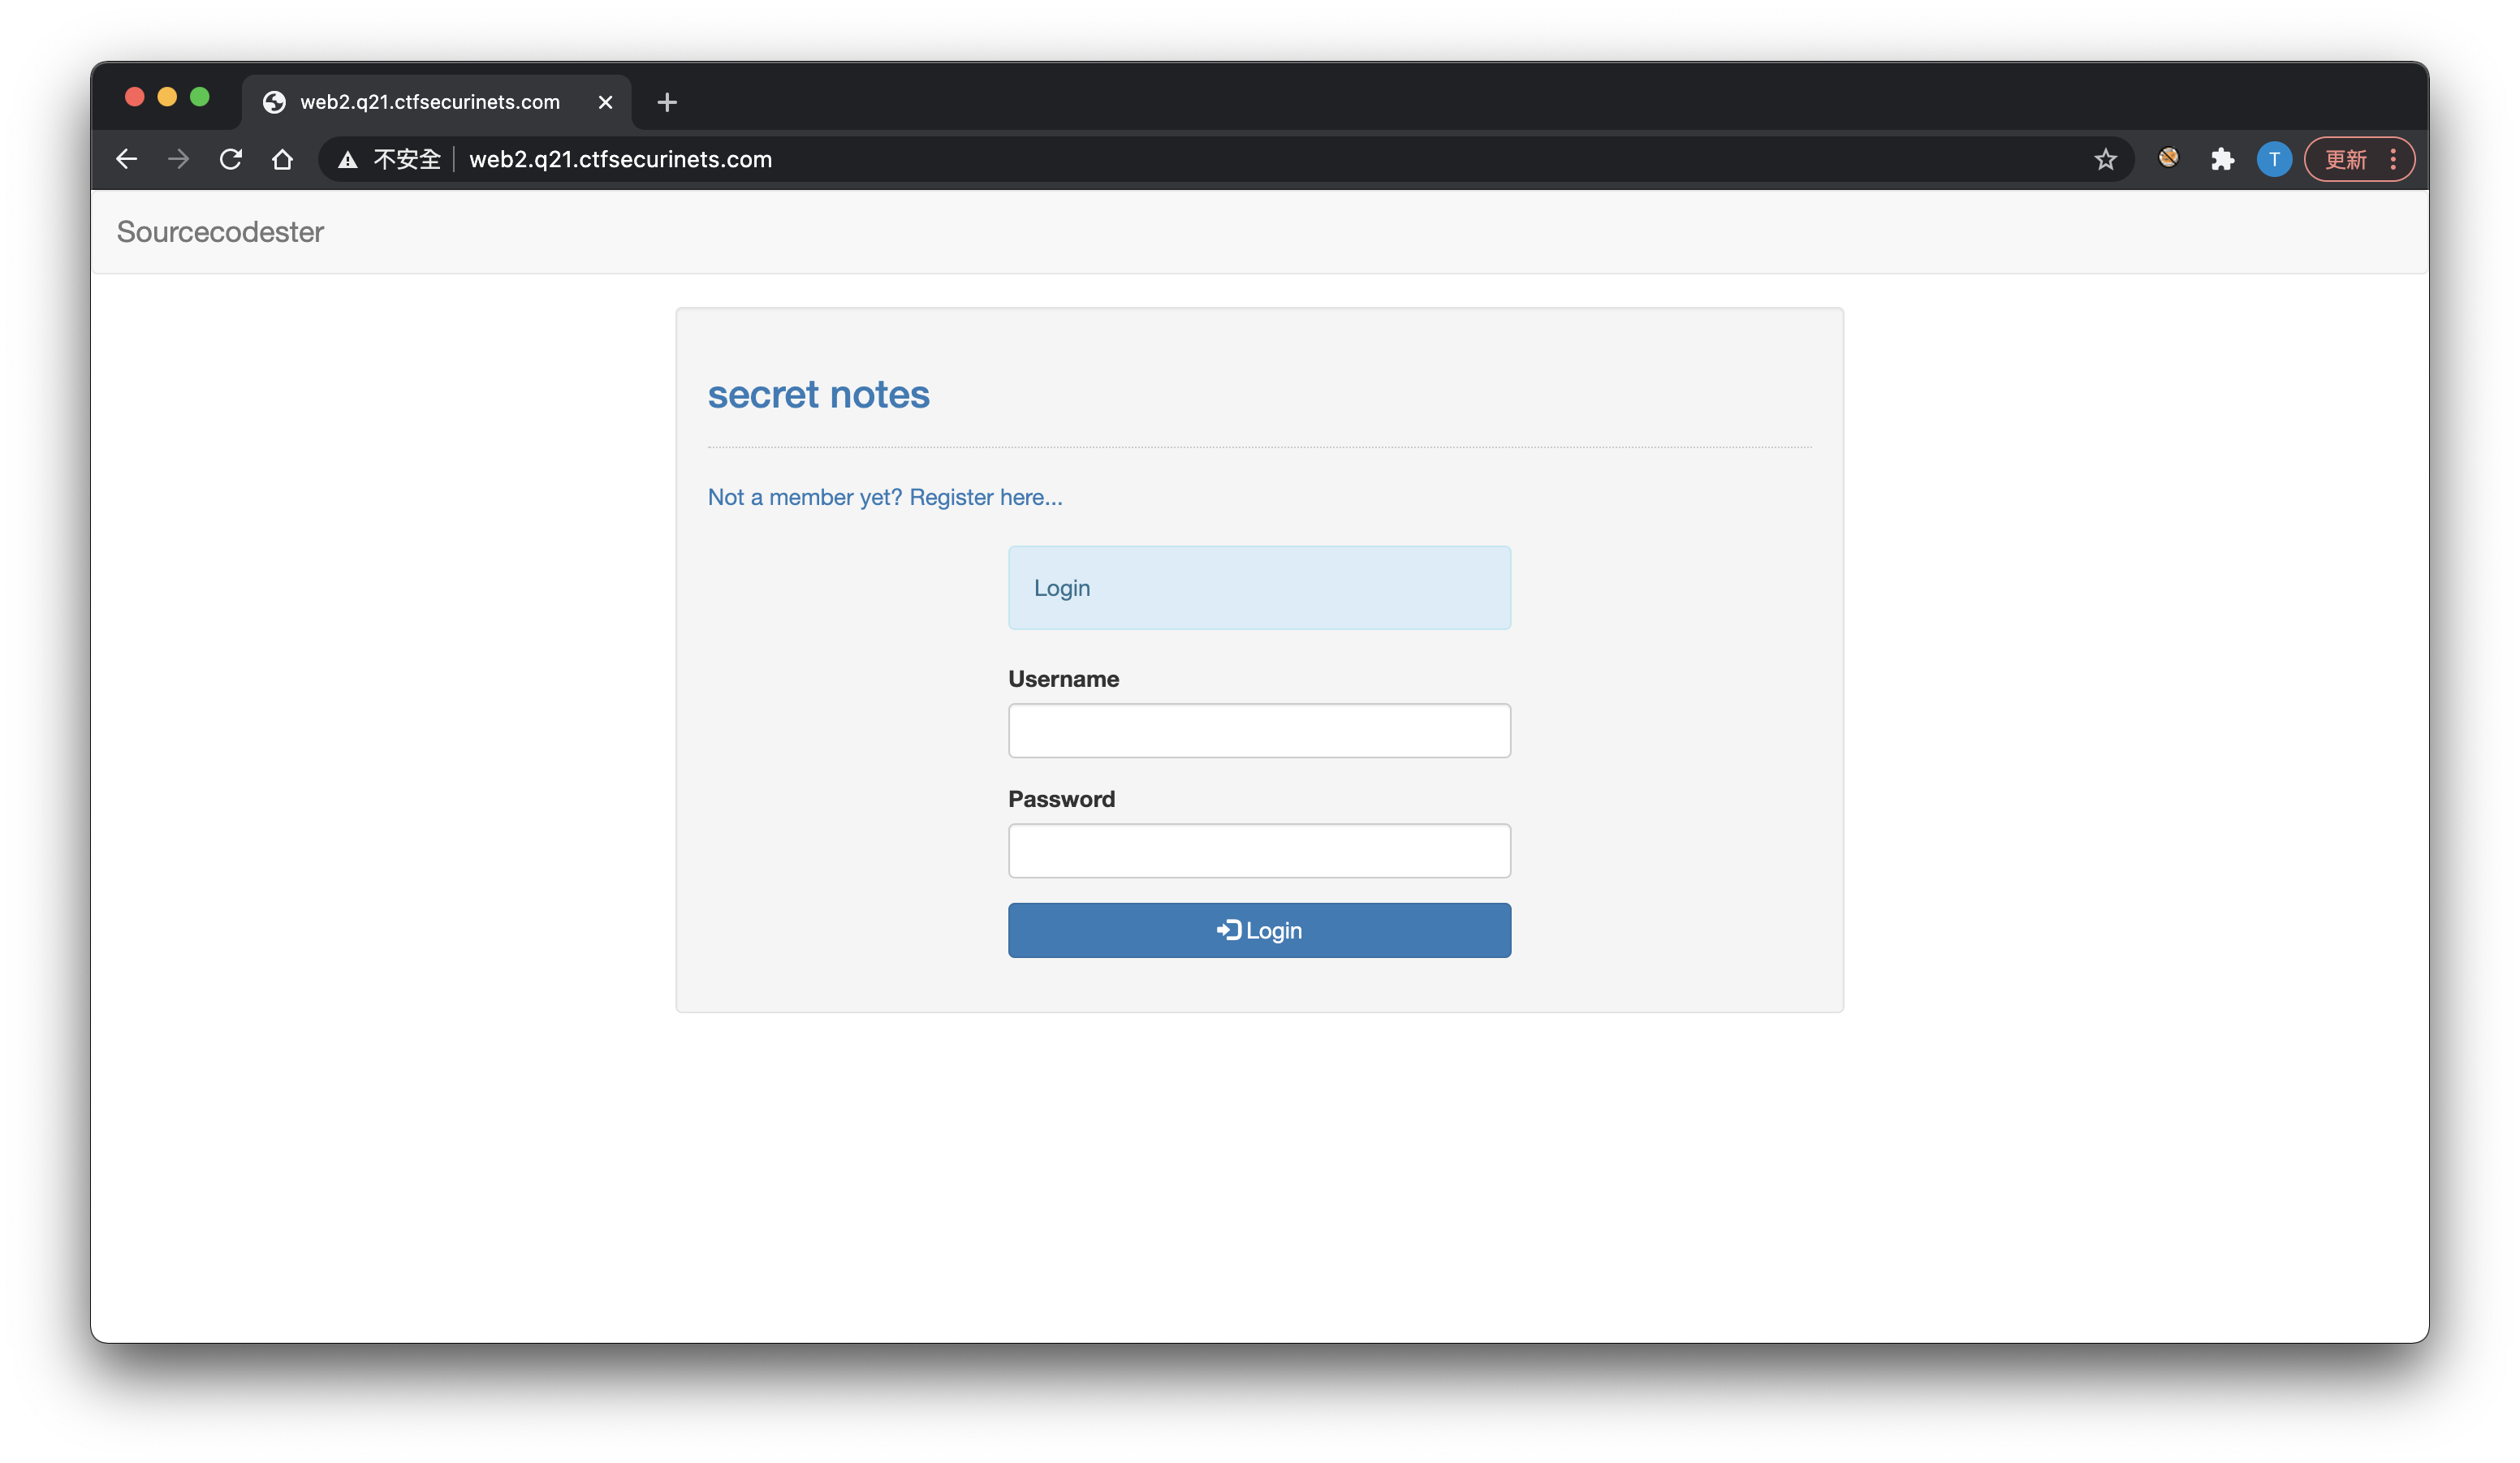 web2.q21.ctfsecurinets.com
不安全 web2.q21.ctfsecurinets.com T 更新
Sourcecodester
secret notes
Not a member yet? Register here...
Login
Username
Password
Login